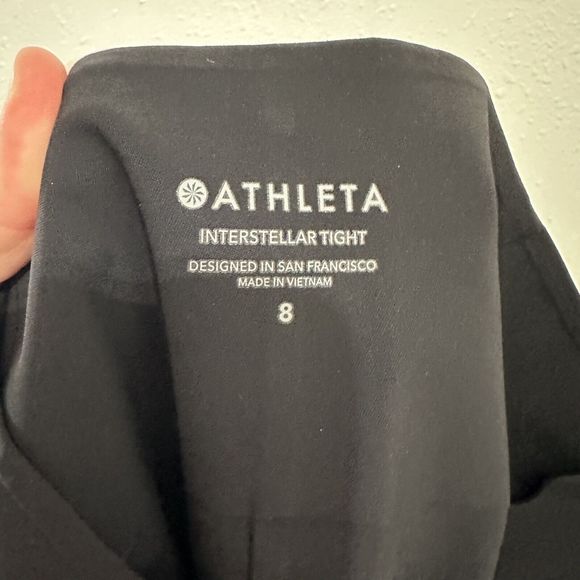 ATHLETA
INTERSTELLAR TIGHT
DESIGNED IN SAN FRANCISCO
MADE IN VIETNAM
8